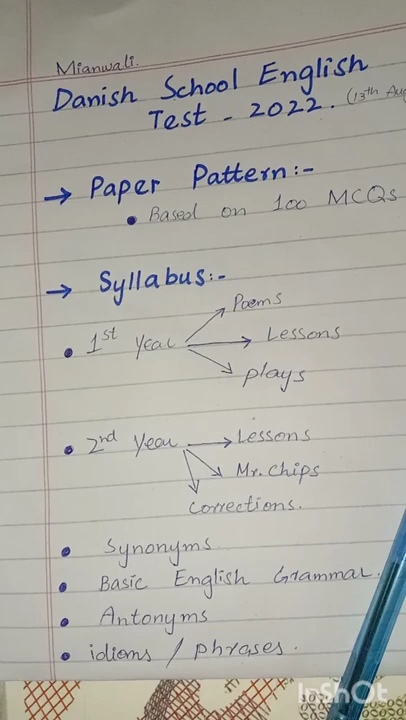 Mianwali.
Danish School English
Test - 2022. (13th Aug
→ Paper Pattern:-
• Based on 100 MCQs
→ Syllabus:-
Poems
• 1st Year → Lessons
Plays
• 2nd Year → Lessons
Mr. Chips
Corrections.
• Synonyms
• Basic English Grammar.
• Antonyms
• idioms / phrases.
InShOt